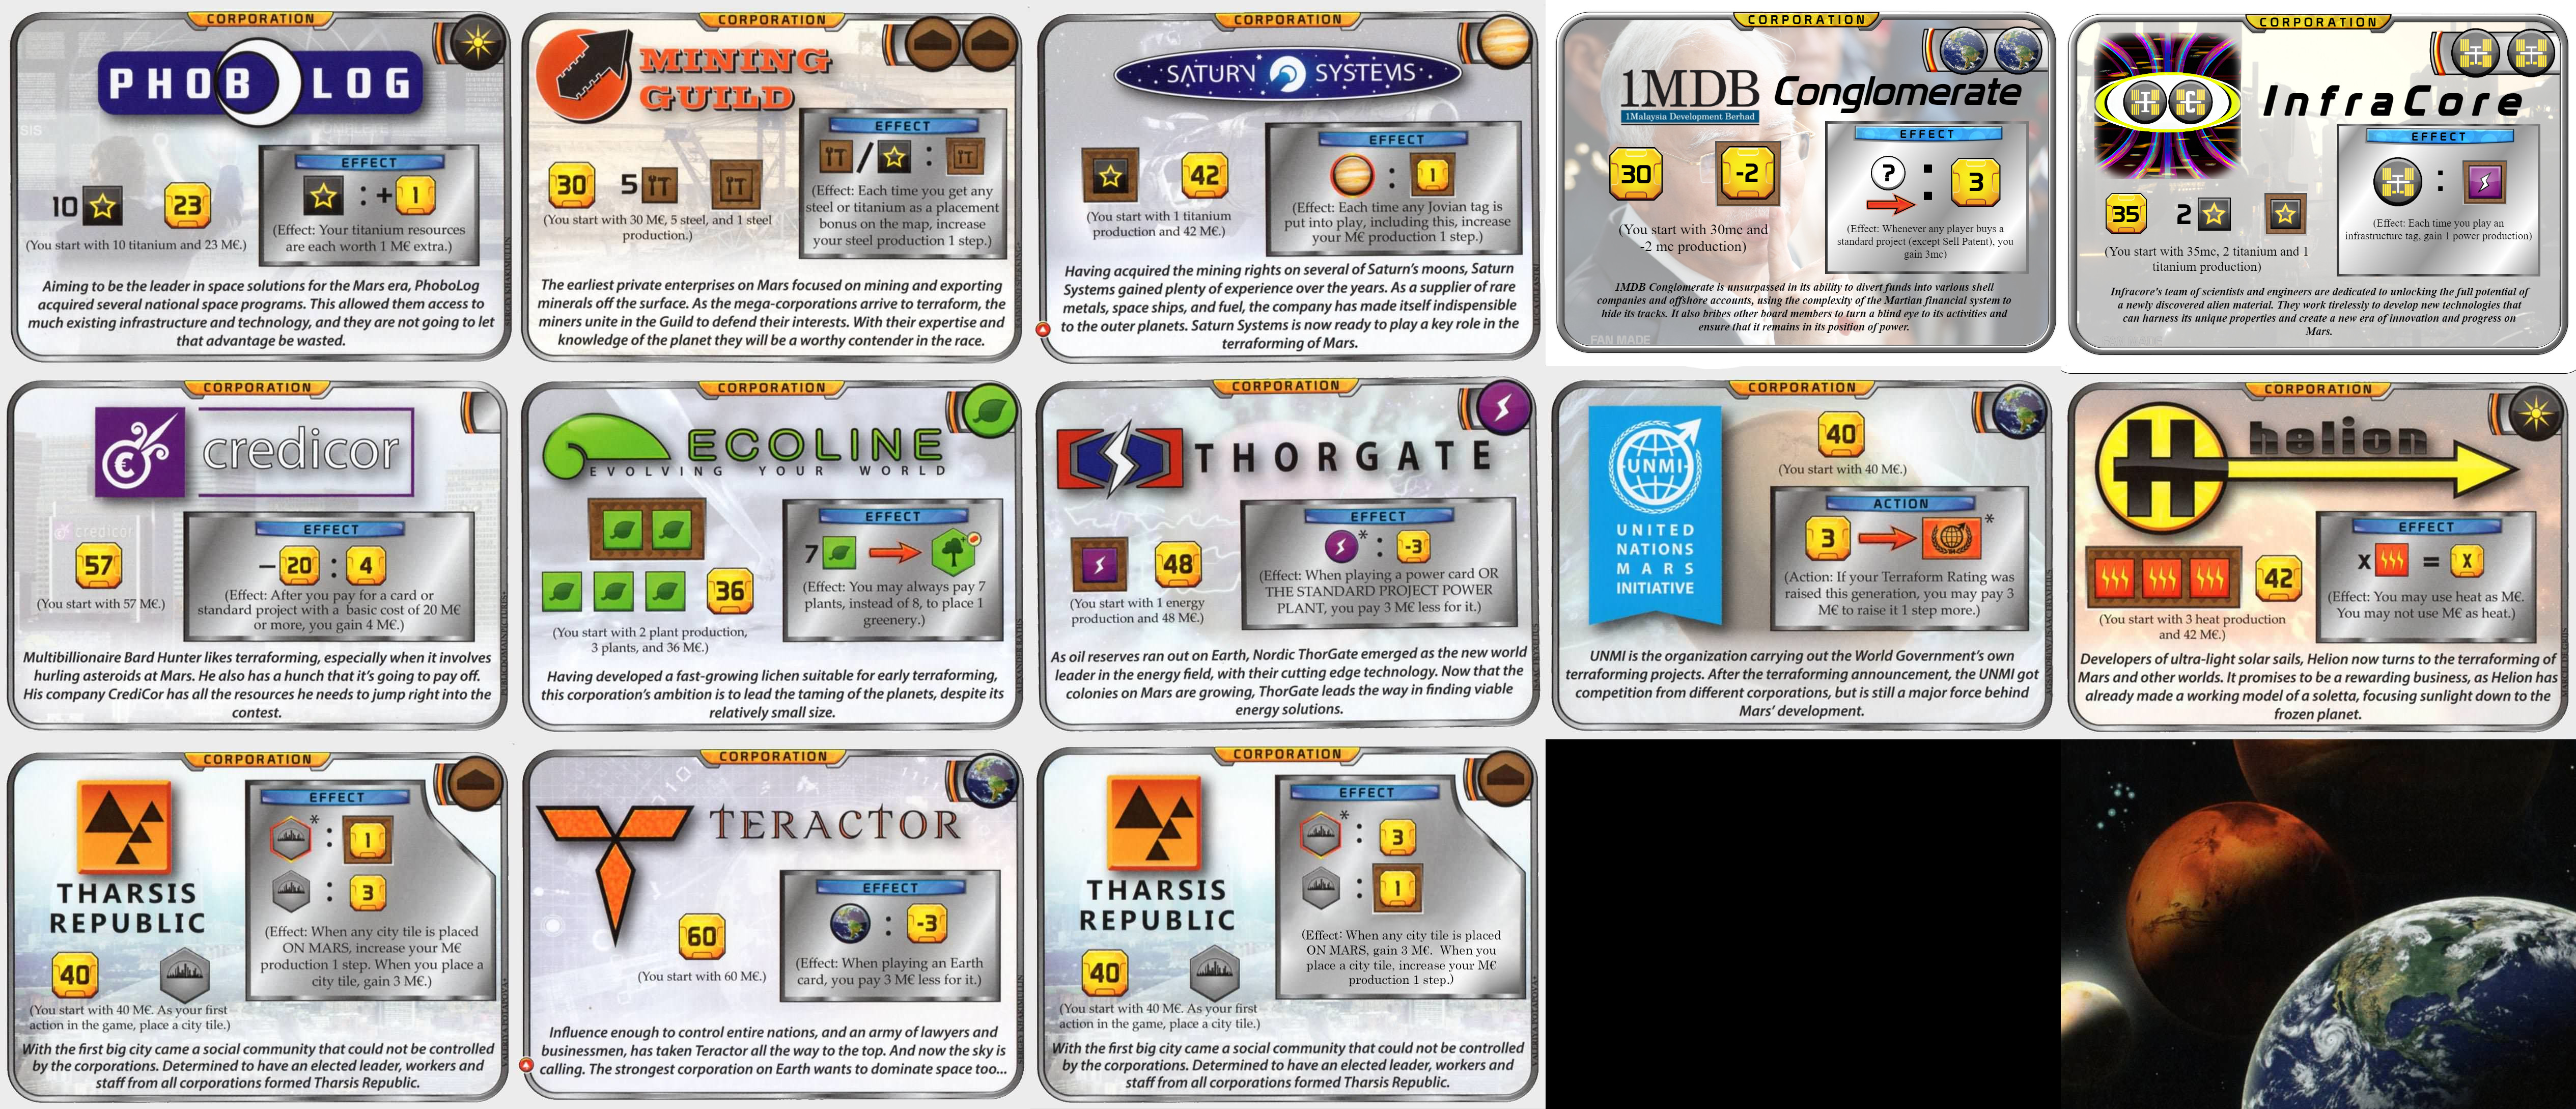 CORPORATION
PHOBOLOG
10
23
(You start with 10 titanium and 23 M€.)
EFFECT
: + 1
(Effect: Your titanium resources
are each worth 1 M€ extra.)
Aiming to be the leader in space solutions for the Mars era, PhoboLog
acquired several national space programs. This allowed them access to
much existing infrastructure and technology, and they are not going to let
that advantage be wasted.
CORPORATION
MINING
GUILD
30
5
(You start with 30 M€, 5 steel, and 1 steel
production.)
EFFECT
/ :
(Effect: Each time you get any
steel or titanium as a placement
bonus on the map, increase
your steel production 1 step.)
The earliest private enterprises on Mars focused on mining and exporting
minerals off the surface. As the mega-corporations arrive to terraform, the
miners unite in the Guild to defend their interests. With their expertise and
knowledge of the planet they will be a worthy contender in the race.
CORPORATION
SATURN SYSTEMS
42
(You start with 1 titanium
production and 42 M€.)
EFFECT
: 1
(Effect: Each time any Jovian tag is
put into play, including this, increase
your M€ production 1 step.)
Having acquired the mining rights on several of Saturn's moons, Saturn
Systems gained plenty of experience over the years. As a supplier of rare
metals, space ships, and fuel, the company has made itself indispensible
to the outer planets. Saturn Systems is now ready to play a key role in the
terraforming of Mars.
CORPORATION
1MDB Conglomerate
1Malaysia Development Berhad
30
-2
(You start with 30mc and
-2 mc production)
EFFECT
? : 3
(Effect: Whenever any player buys a
standard project (except Sell Patent), you
gain 3mc)
1MDB Conglomerate is unsurpassed in its ability to divert funds into various shell
companies and offshore accounts, using the complexity of the Martian financial system to
hide its tracks. It also bribes other board members to turn a blind eye to its activities and
ensure that it remains in its position of power.
FAN MADE
CORPORATION
I C
InfraCore
35
2
(You start with 35mc, 2 titanium and 1
titanium production)
EFFECT
:
(Effect: Each time you play an
infrastructure tag, gain 1 power production)
Infracore's team of scientists and engineers are dedicated to unlocking the full potential of
a newly discovered alien material. They work tirelessly to develop new technologies that
can harness its unique properties and create a new era of innovation and progress on
Mars.
FAN MADE
CORPORATION
credicor
credicor
57
(You start with 57 M€.)
EFFECT
- 20 : 4
(Effect: After you pay for a card or
standard project with a basic cost of 20 M€
or more, you gain 4 M€.)
Multibillionaire Bard Hunter likes terraforming, especially when it involves
hurling asteroids at Mars. He also has a hunch that it's going to pay off.
His company CrediCor has all the resources he needs to jump right into the
contest.
CORPORATION
ECOLINE
EVOLVING YOUR WORLD
36
(You start with 2 plant production,
3 plants, and 36 M€.)
EFFECT
7
(Effect: You may always pay 7
plants, instead of 8, to place 1
greenery.)
Having developed a fast-growing lichen suitable for early terraforming,
this corporation's ambition is to lead the taming of the planets, despite its
relatively small size.
CORPORATION
THORGATE
48
(You start with 1 energy
production and 48 M€.)
EFFECT
* : -3
(Effect: When playing a power card OR
THE STANDARD PROJECT POWER
PLANT, you pay 3 M€ less for it.)
As oil reserves ran out on Earth, Nordic ThorGate emerged as the new world
leader in the energy field, with their cutting edge technology. Now that the
colonies on Mars are growing, ThorGate leads the way in finding viable
energy solutions.
CORPORATION
UNMI
UNITED
NATIONS
MARS
INITIATIVE
40
(You start with 40 M€.)
ACTION
3 *
(Action: If your Terraform Rating was
raised this generation, you may pay 3
M€ to raise it 1 step more.)
UNMI is the organization carrying out the World Government's own
terraforming projects. After the terraforming announcement, the UNMI got
competition from different corporations, but is still a major force behind
Mars' development.
CORPORATION
H
helion
42
(You start with 3 heat production
and 42 M€.)
EFFECT
X = X
(Effect: You may use heat as M€.
You may not use M€ as heat.)
Developers of ultra-light solar sails, Helion now turns to the terraforming of
Mars and other worlds. It promises to be a rewarding business, as Helion has
already made a working model of a soletta, focusing sunlight down to the
frozen planet.
CORPORATION
THARSIS
REPUBLIC
40
(You start with 40 M€. As your first
action in the game, place a city tile.)
EFFECT
* : 1
: 3
(Effect: When any city tile is placed
ON MARS, increase your M€
production 1 step. When you place a
city tile, gain 3 M€.)
With the first big city came a social community that could not be controlled
by the corporations. Determined to have an elected leader, workers and
staff from all corporations formed Tharsis Republic.
CORPORATION
TERACTOR
60
(You start with 60 M€.)
EFFECT
: -3
(Effect: When playing an Earth
card, you pay 3 M€ less for it.)
Influence enough to control entire nations, and an army of lawyers and
businessmen, has taken Teractor all the way to the top. And now the sky is
calling. The strongest corporation on Earth wants to dominate space too...
CORPORATION
THARSIS
REPUBLIC
40
(You start with 40 M€. As your first
action in the game, place a city tile.)
EFFECT
* : 3
: 1
(Effect: When any city tile is placed
ON MARS, gain 3 M€. When you
place a city tile, increase your M€
production 1 step.)
With the first big city came a social community that could not be controlled
by the corporations. Determined to have an elected leader, workers and
staff from all corporations formed Tharsis Republic.